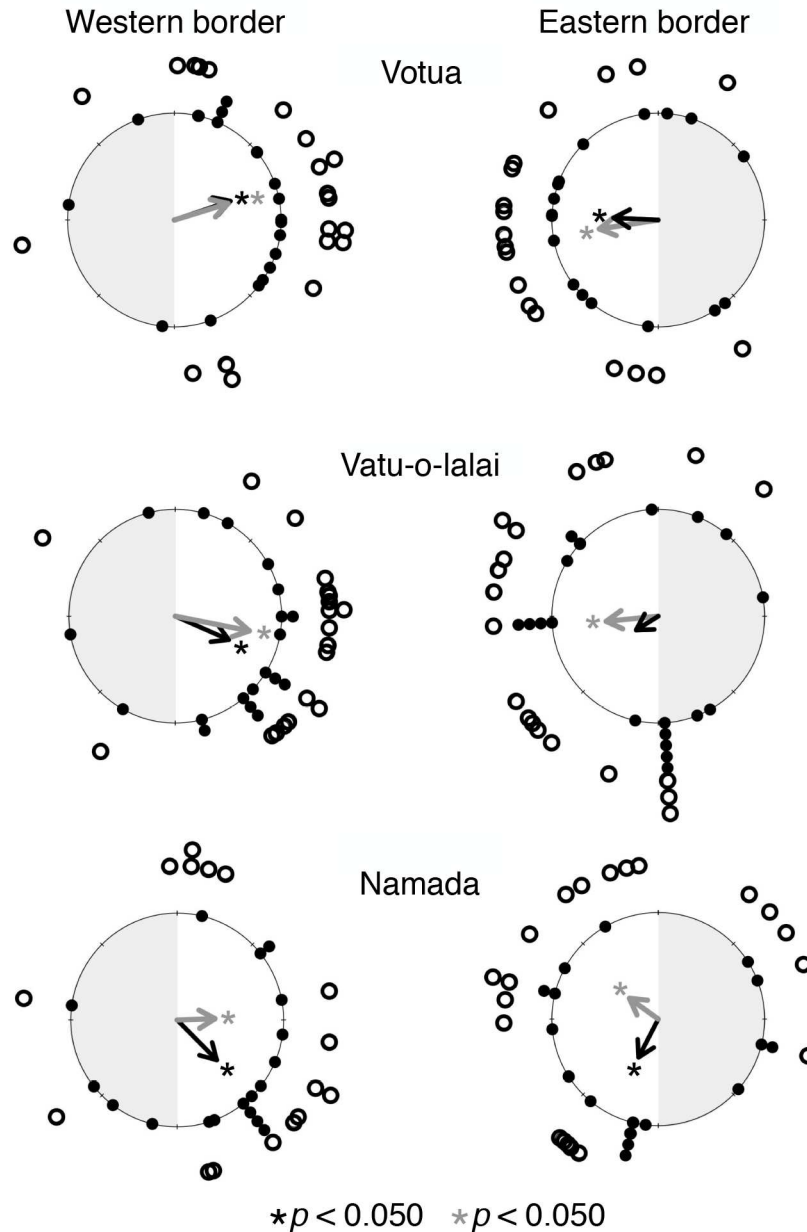 Western border Eastern border
Votua
* *
* *
Vatu-o-lalai
* *
*
Namada
* *
* *
*p < 0.050 *p < 0.050